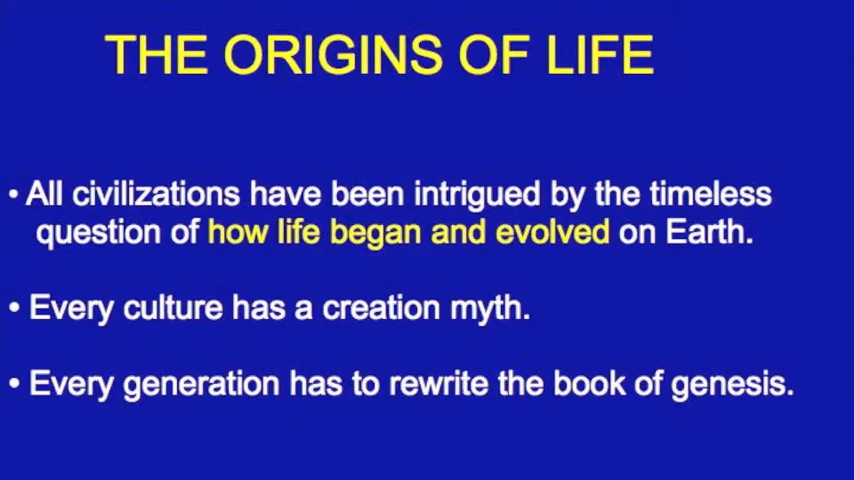 THE ORIGINS OF LIFE
• All civilizations have been intrigued by the timeless
question of how life began and evolved on Earth.
• Every culture has a creation myth.
• Every generation has to rewrite the book of genesis.